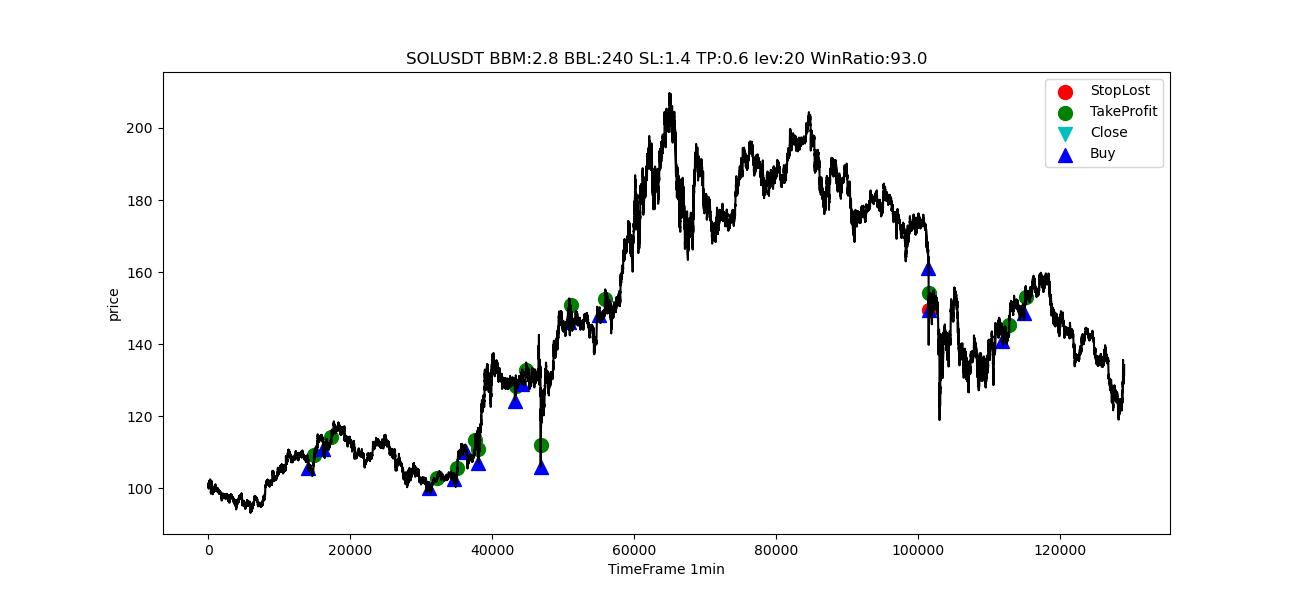 SOLUSDT BBM:2.8 BBL:240 SL:1.4 TP:0.6 lev:20 WinRatio:93.0
StopLost
TakeProfit
Close
Buy
price
200
180
160
140
120
100
0 20000 40000 60000 80000 100000 120000
TimeFrame 1min